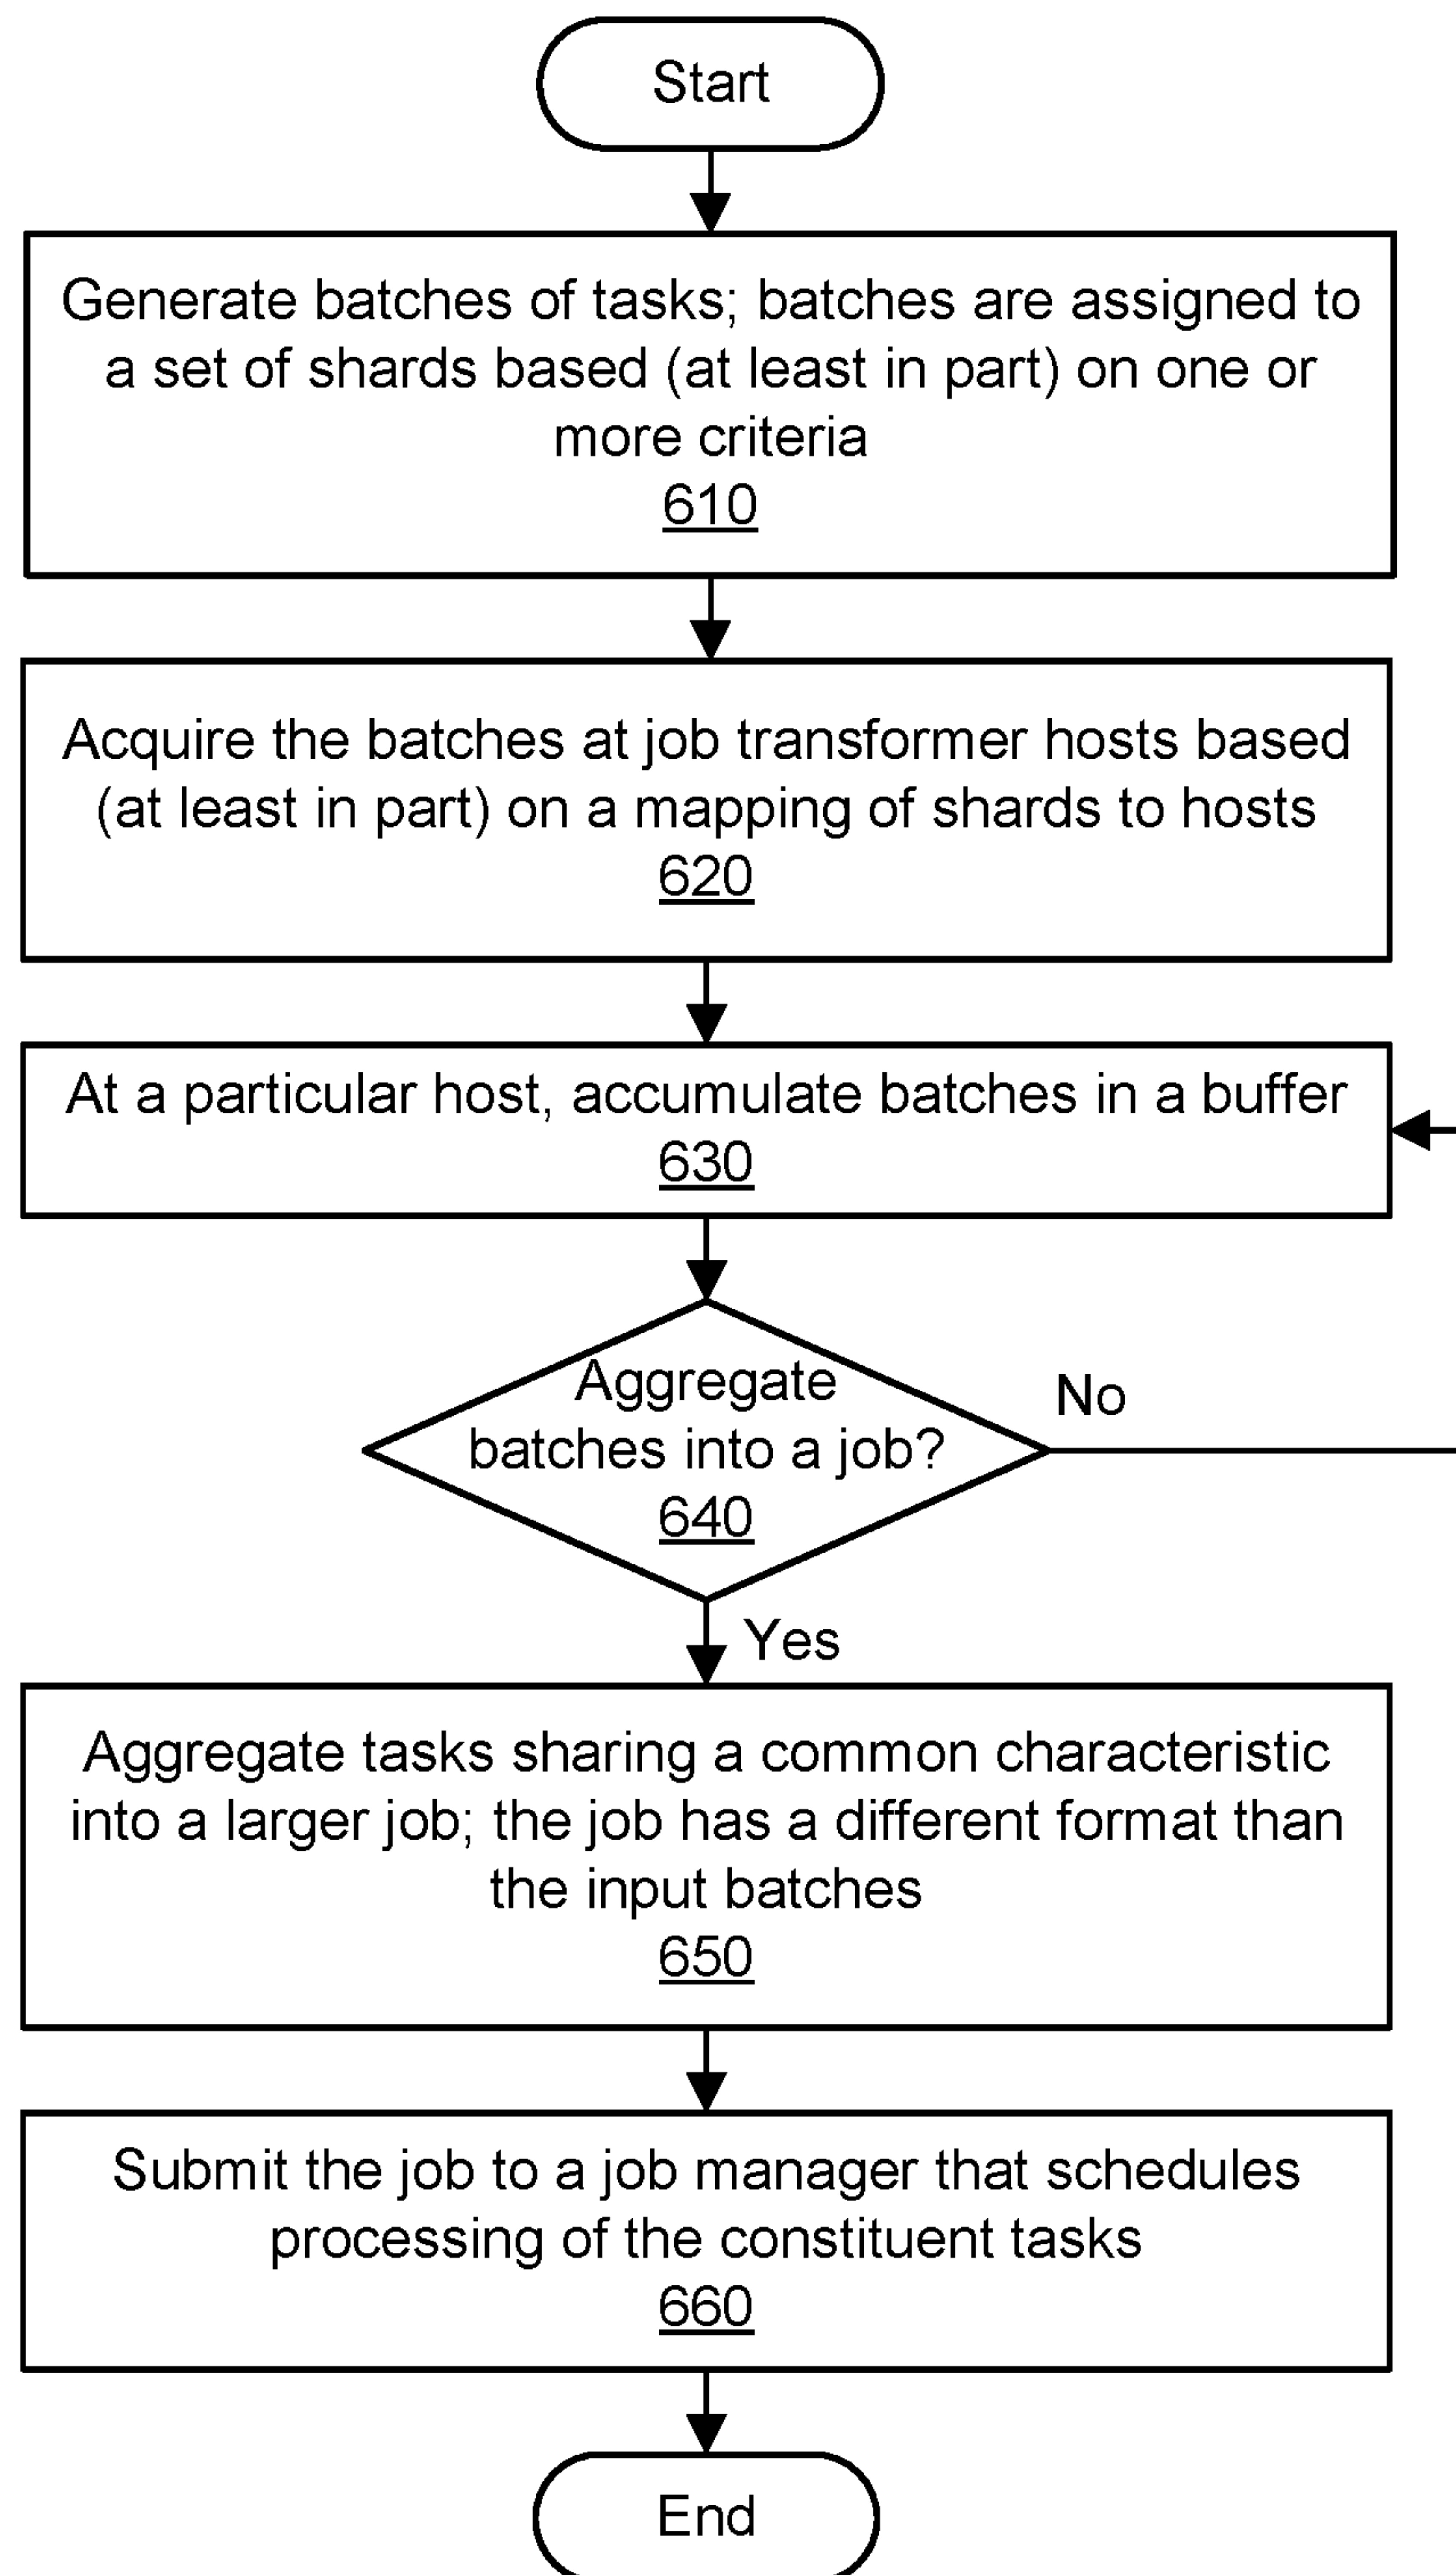 Start
Generate batches of tasks; batches are assigned to
a set of shards based (at least in part) on one or
more criteria
610
Acquire the batches at job transformer hosts based
(at least in part) on a mapping of shards to hosts
620
At a particular host, accumulate batches in a buffer
630
Aggregate
batches into a job?
640
No
Yes
Aggregate tasks sharing a common characteristic
into a larger job; the job has a different format than
the input batches
650
Submit the job to a job manager that schedules
processing of the constituent tasks
660
End